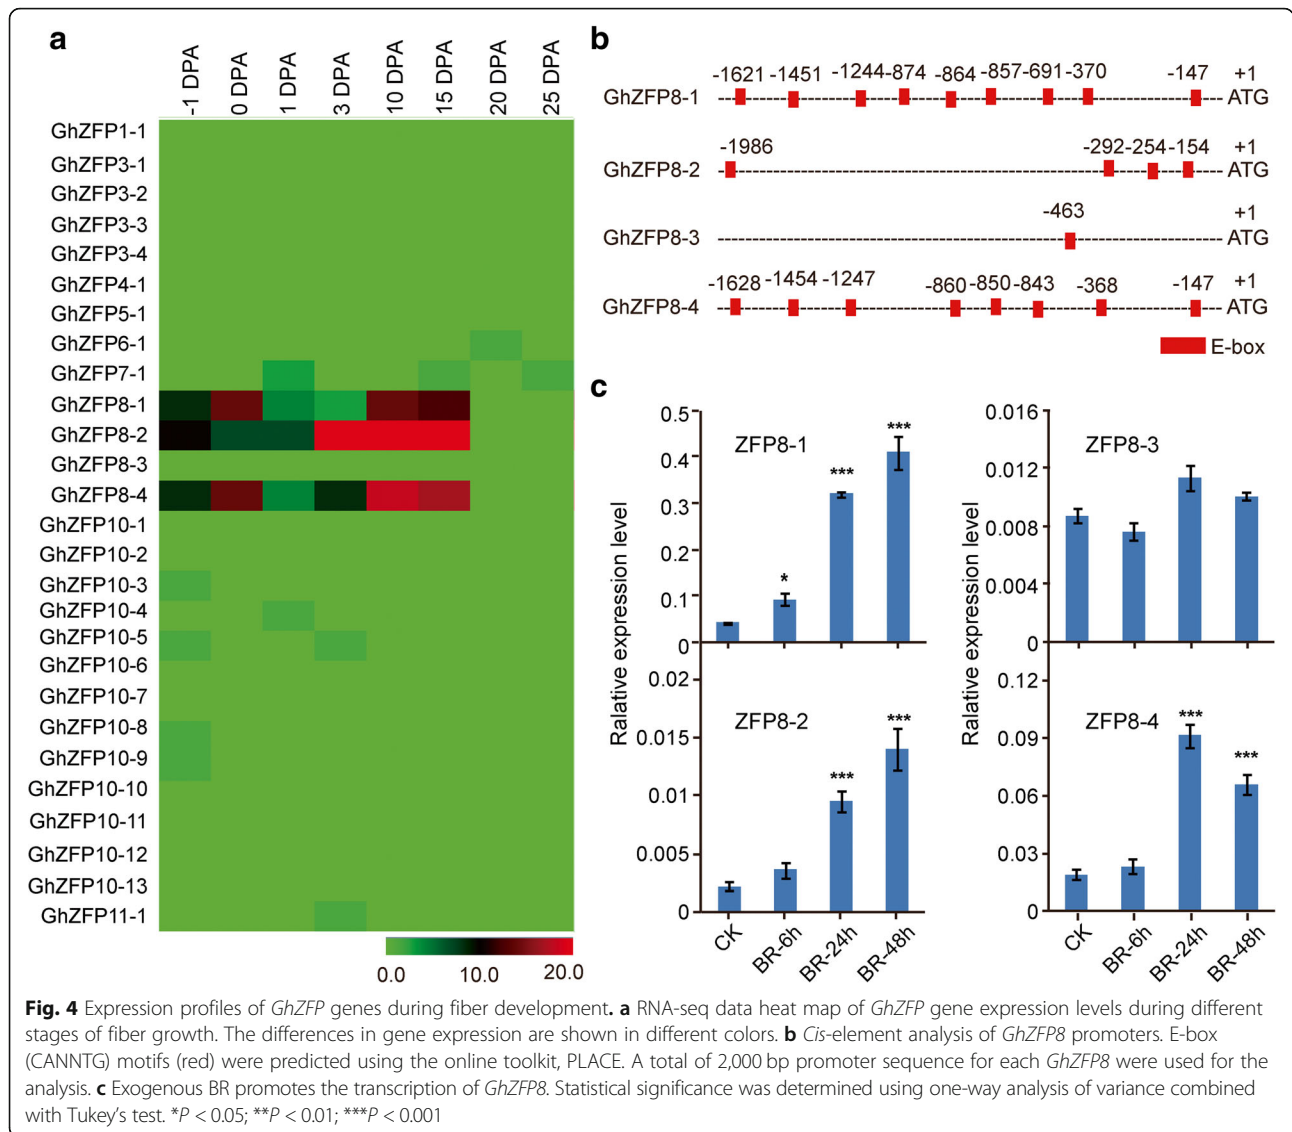 a
-1 DPA
0 DPA
1 DPA
3 DPA
10 DPA
15 DPA
20 DPA
25 DPA
GhZFP1-1
GhZFP3-1
GhZFP3-2
GhZFP3-3
GhZFP3-4
GhZFP4-1
GhZFP5-1
GhZFP6-1
GhZFP7-1
GhZFP8-1
GhZFP8-2
GhZFP8-3
GhZFP8-4
GhZFP10-1
GhZFP10-2
GhZFP10-3
GhZFP10-4
GhZFP10-5
GhZFP10-6
GhZFP10-7
GhZFP10-8
GhZFP10-9
GhZFP10-10
GhZFP10-11
GhZFP10-12
GhZFP10-13
GhZFP11-1
0.0 10.0 20.0
b
-1621 -1451 -1244 -874 -864 -857 -691 -370 -147 +1
GhZFP8-1 ATG
-1986 -292 -254 -154 +1
GhZFP8-2 ATG
-463 +1
GhZFP8-3 ATG
-1628 -1454 -1247 -860 -850 -843 -368 -147 +1
GhZFP8-4 ATG
E-box
c
Ralative expression level
0.5
0.4
0.3
0.2
0.1
0
ZFP8-1
*
***
***
0.02
0.015
0.01
0.005
0
ZFP8-2
***
***
CK
BR-6h
BR-24h
BR-48h
Ralative expression level
0.016
0.012
0.008
0.004
0
ZFP8-3
0.12
0.09
0.06
0.03
0
ZFP8-4
***
***
CK
BR-6h
BR-24h
BR-48h
Fig. 4 Expression profiles of GhZFP genes during fiber development. a RNA-seq data heat map of GhZFP gene expression levels during different
stages of fiber growth. The differences in gene expression are shown in different colors. b Cis-element analysis of GhZFP8 promoters. E-box
(CANNTG) motifs (red) were predicted using the online toolkit, PLACE. A total of 2,000 bp promoter sequence for each GhZFP8 were used for the
analysis. c Exogenous BR promotes the transcription of GhZFP8. Statistical significance was determined using one-way analysis of variance combined
with Tukey's test. *P < 0.05; **P < 0.01; ***P < 0.001